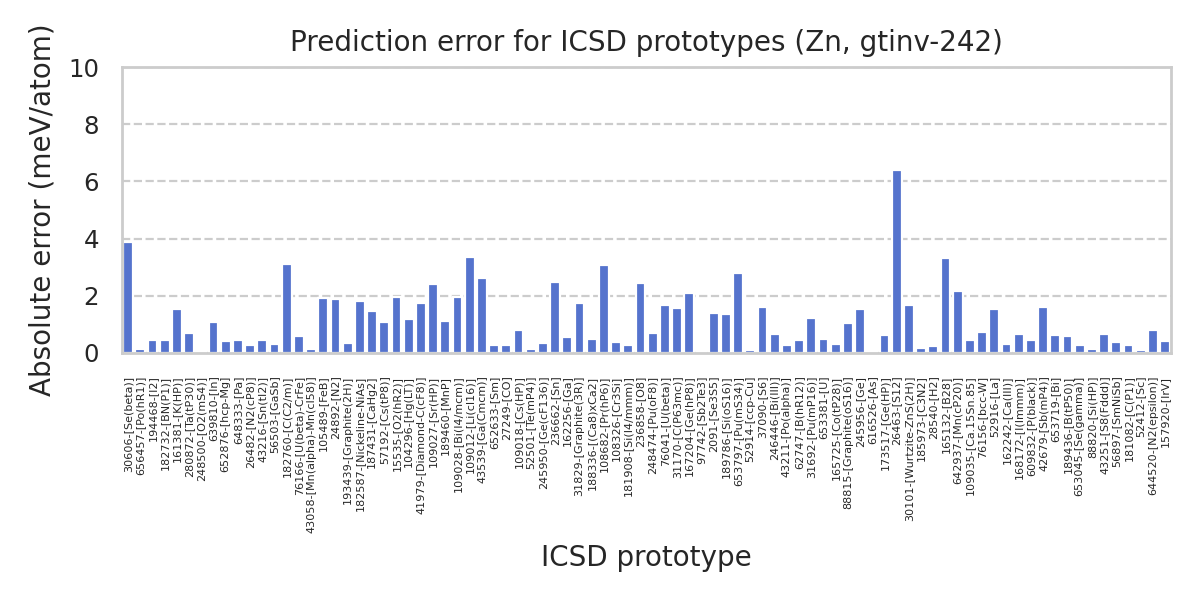 Prediction error for ICSD prototypes (Zn, gtinv-242)
Absolute error (meV/atom)
10
8
6
4
2
0
306066-[Se(beta)]
656457-[Po(hR1)]
194468-[I2]
182732-[BN(P1)]
161381-[K(HP)]
280872-[Ta(tP30)]
248500-[O2(mS4)]
639810-[In]
652876-[hcp-Mg]
648333-[Pa]
26482-[N2(cP8)]
43216-[Sn(tI2)]
56503-[GaSb]
182760-[C(C2/m)]
76166-[U(beta)-CrFe]
43058-[Mn(alpha)-Mn(cI58)]
105489-[FeB]
24892-[N2]
193439-[Graphite(2H)]
182587-[Nickeline-NiAs]
187431-[CaHg2]
57192-[Cs(tP8)]
15535-[O2(hR2)]
104296-[Hg(LT)]
41979-[Diamond-C(cF8)]
109027-[Sr(HP)]
189460-[MnP]
109028-[Bi(I4/mcm)]
109012-[Li(cI16)]
43539-[Ga(Cmcm)]
652633-[Sm]
27249-[CO]
109018-[Cs(HP)]
52501-[Te(mP4)]
245950-[Ge(cF136)]
236662-[Sn]
162256-[Ga]
31829-[Graphite(3R)]
188336-[(Ca8)xCa2]
108682-[Pr(hP6)]
108326-[Cr3Si]
181908-[Si(I4/mmm)]
236858-[O8]
248474-[Pu(oF8)]
76041-[U(beta)]
31170-[C(P63mc)]
167204-[Ge(hP8)]
97742-[Sb2Te3]
2091-[Se3S5]
189786-[Si(oS16)]
653797-[Pu(mS34)]
52914-[ccp-Cu]
37090-[S6]
246446-[Bi(III)]
43211-[Po(alpha)]
62747-[B(hR12)]
31692-[Pu(mP16)]
653381-[U]
165725-[Co(tP28)]
88815-[Graphite(oS16)]
245956-[Ge]
616526-[As]
173517-[Ge(HP)]
26463-[S12]
30101-[Wurtzite-ZnS(2H)]
185973-[C3N2]
28540-[H2]
165132-[B28]
642937-[Mn(cP20)]
109035-[Ca.15Sn.85]
76156-[bcc-W]
52916-[La]
162242-[Ca(III)]
168172-[I(Immm)]
609832-[P(black)]
42679-[Sb(mP4)]
653719-[Bi]
189436-[B(tP50)]
653045-[Se(gamma)]
88820-[Si(HP)]
43251-[S8(Fddd)]
56897-[SmNiSb]
181082-[C(P1)]
52412-[Sc]
644520-[N2(epsilon)]
157920-[IrV]
ICSD prototype